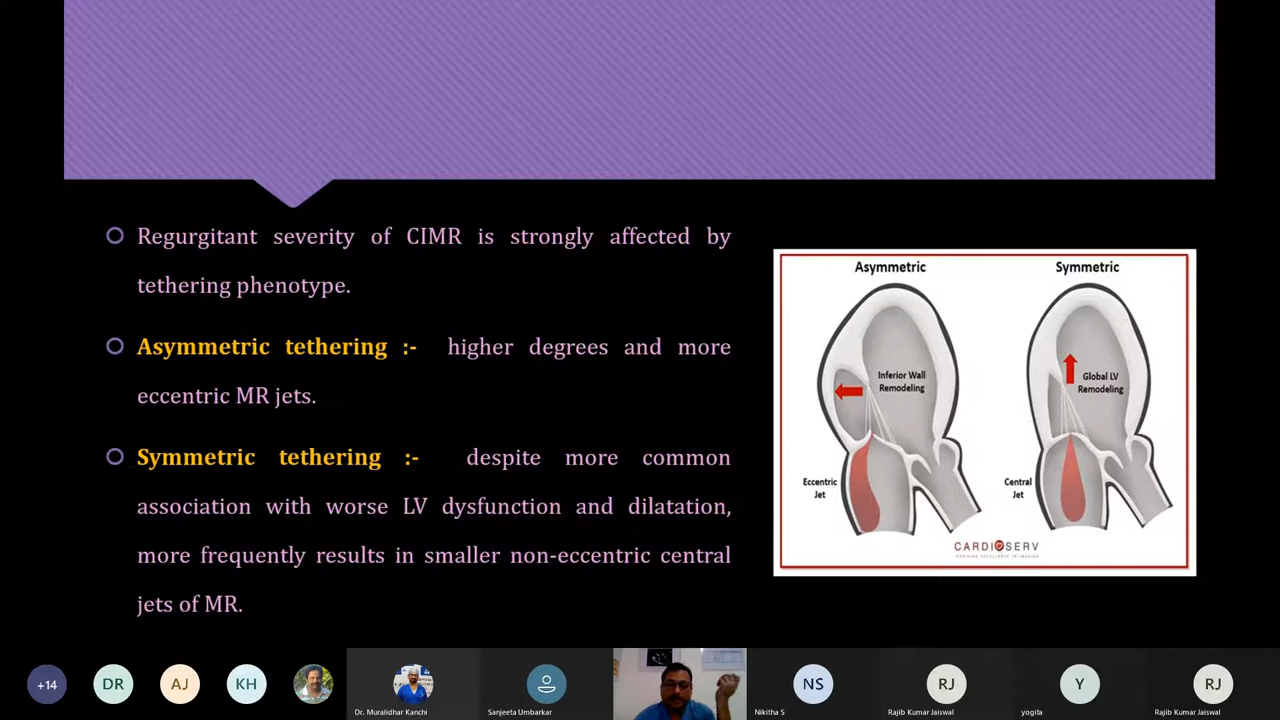 Regurgitant severity of CIMR is strongly affected by
tethering phenotype.
Asymmetric tethering :- higher degrees and more
eccentric MR jets.
Symmetric tethering :- despite more common
association with worse LV dysfunction and dilatation,
more frequently results in smaller non-eccentric central
jets of MR.
Asymmetric
Symmetric
Inferior Wall
Remodeling
Global LV
Remodeling
Eccentric
Jet
Central
Jet
CARDIOSERV
+14
DR
AJ
KH
Dr. Muralidhar Kanchi
Sanjeeta Umbarkar
NS
Nikitha S
RJ
Rajib Kumar Jaiswal
Y
yogita
RJ
Rajib Kumar Jaiswal